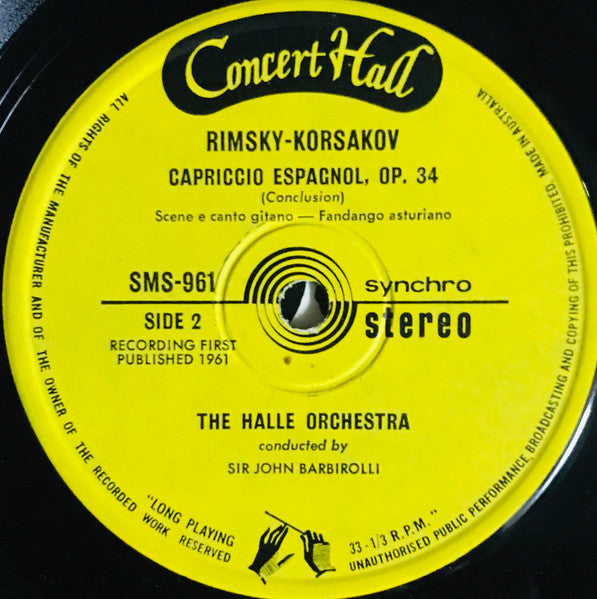 Concert Hall
RIMSKY-KORSAKOV
CAPRICCIO ESPAGNOL, OP. 34
(Conclusion)
Scene e canto gitano — Fandango asturiano
SMS-961
synchro
SIDE 2
stereo
RECORDING FIRST
PUBLISHED 1961
THE HALLE ORCHESTRA
conducted by
SIR JOHN BARBIROLLI
"LONG PLAYING
33-1/3 R.P.M."
ALL RIGHTS OF THE MANUFACTURER AND OF THE OWNER OF THE RECORDED WORK RESERVED
UNAUTHORISED PUBLIC PERFORMANCE, BROADCASTING AND COPYING OF THIS PROHIBITED. MADE IN AUSTRALIA